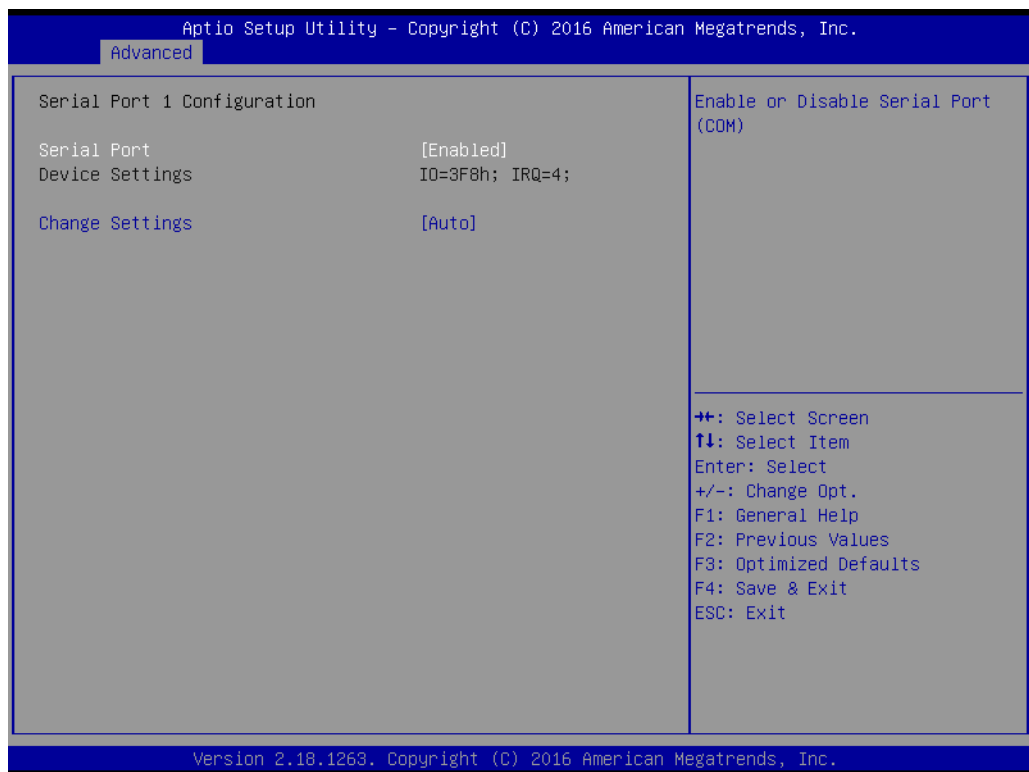 Aptio Setup Utility – Copyright (C) 2016 American Megatrends, Inc.
Advanced
Serial Port 1 Configuration
Serial Port [Enabled]
Device Settings IO=3F8h; IRQ=4;
Change Settings [Auto]
Enable or Disable Serial Port
(COM)
→←: Select Screen
↑↓: Select Item
Enter: Select
+/-: Change Opt.
F1: General Help
F2: Previous Values
F3: Optimized Defaults
F4: Save & Exit
ESC: Exit
Version 2.18.1263. Copyright (C) 2016 American Megatrends, Inc.